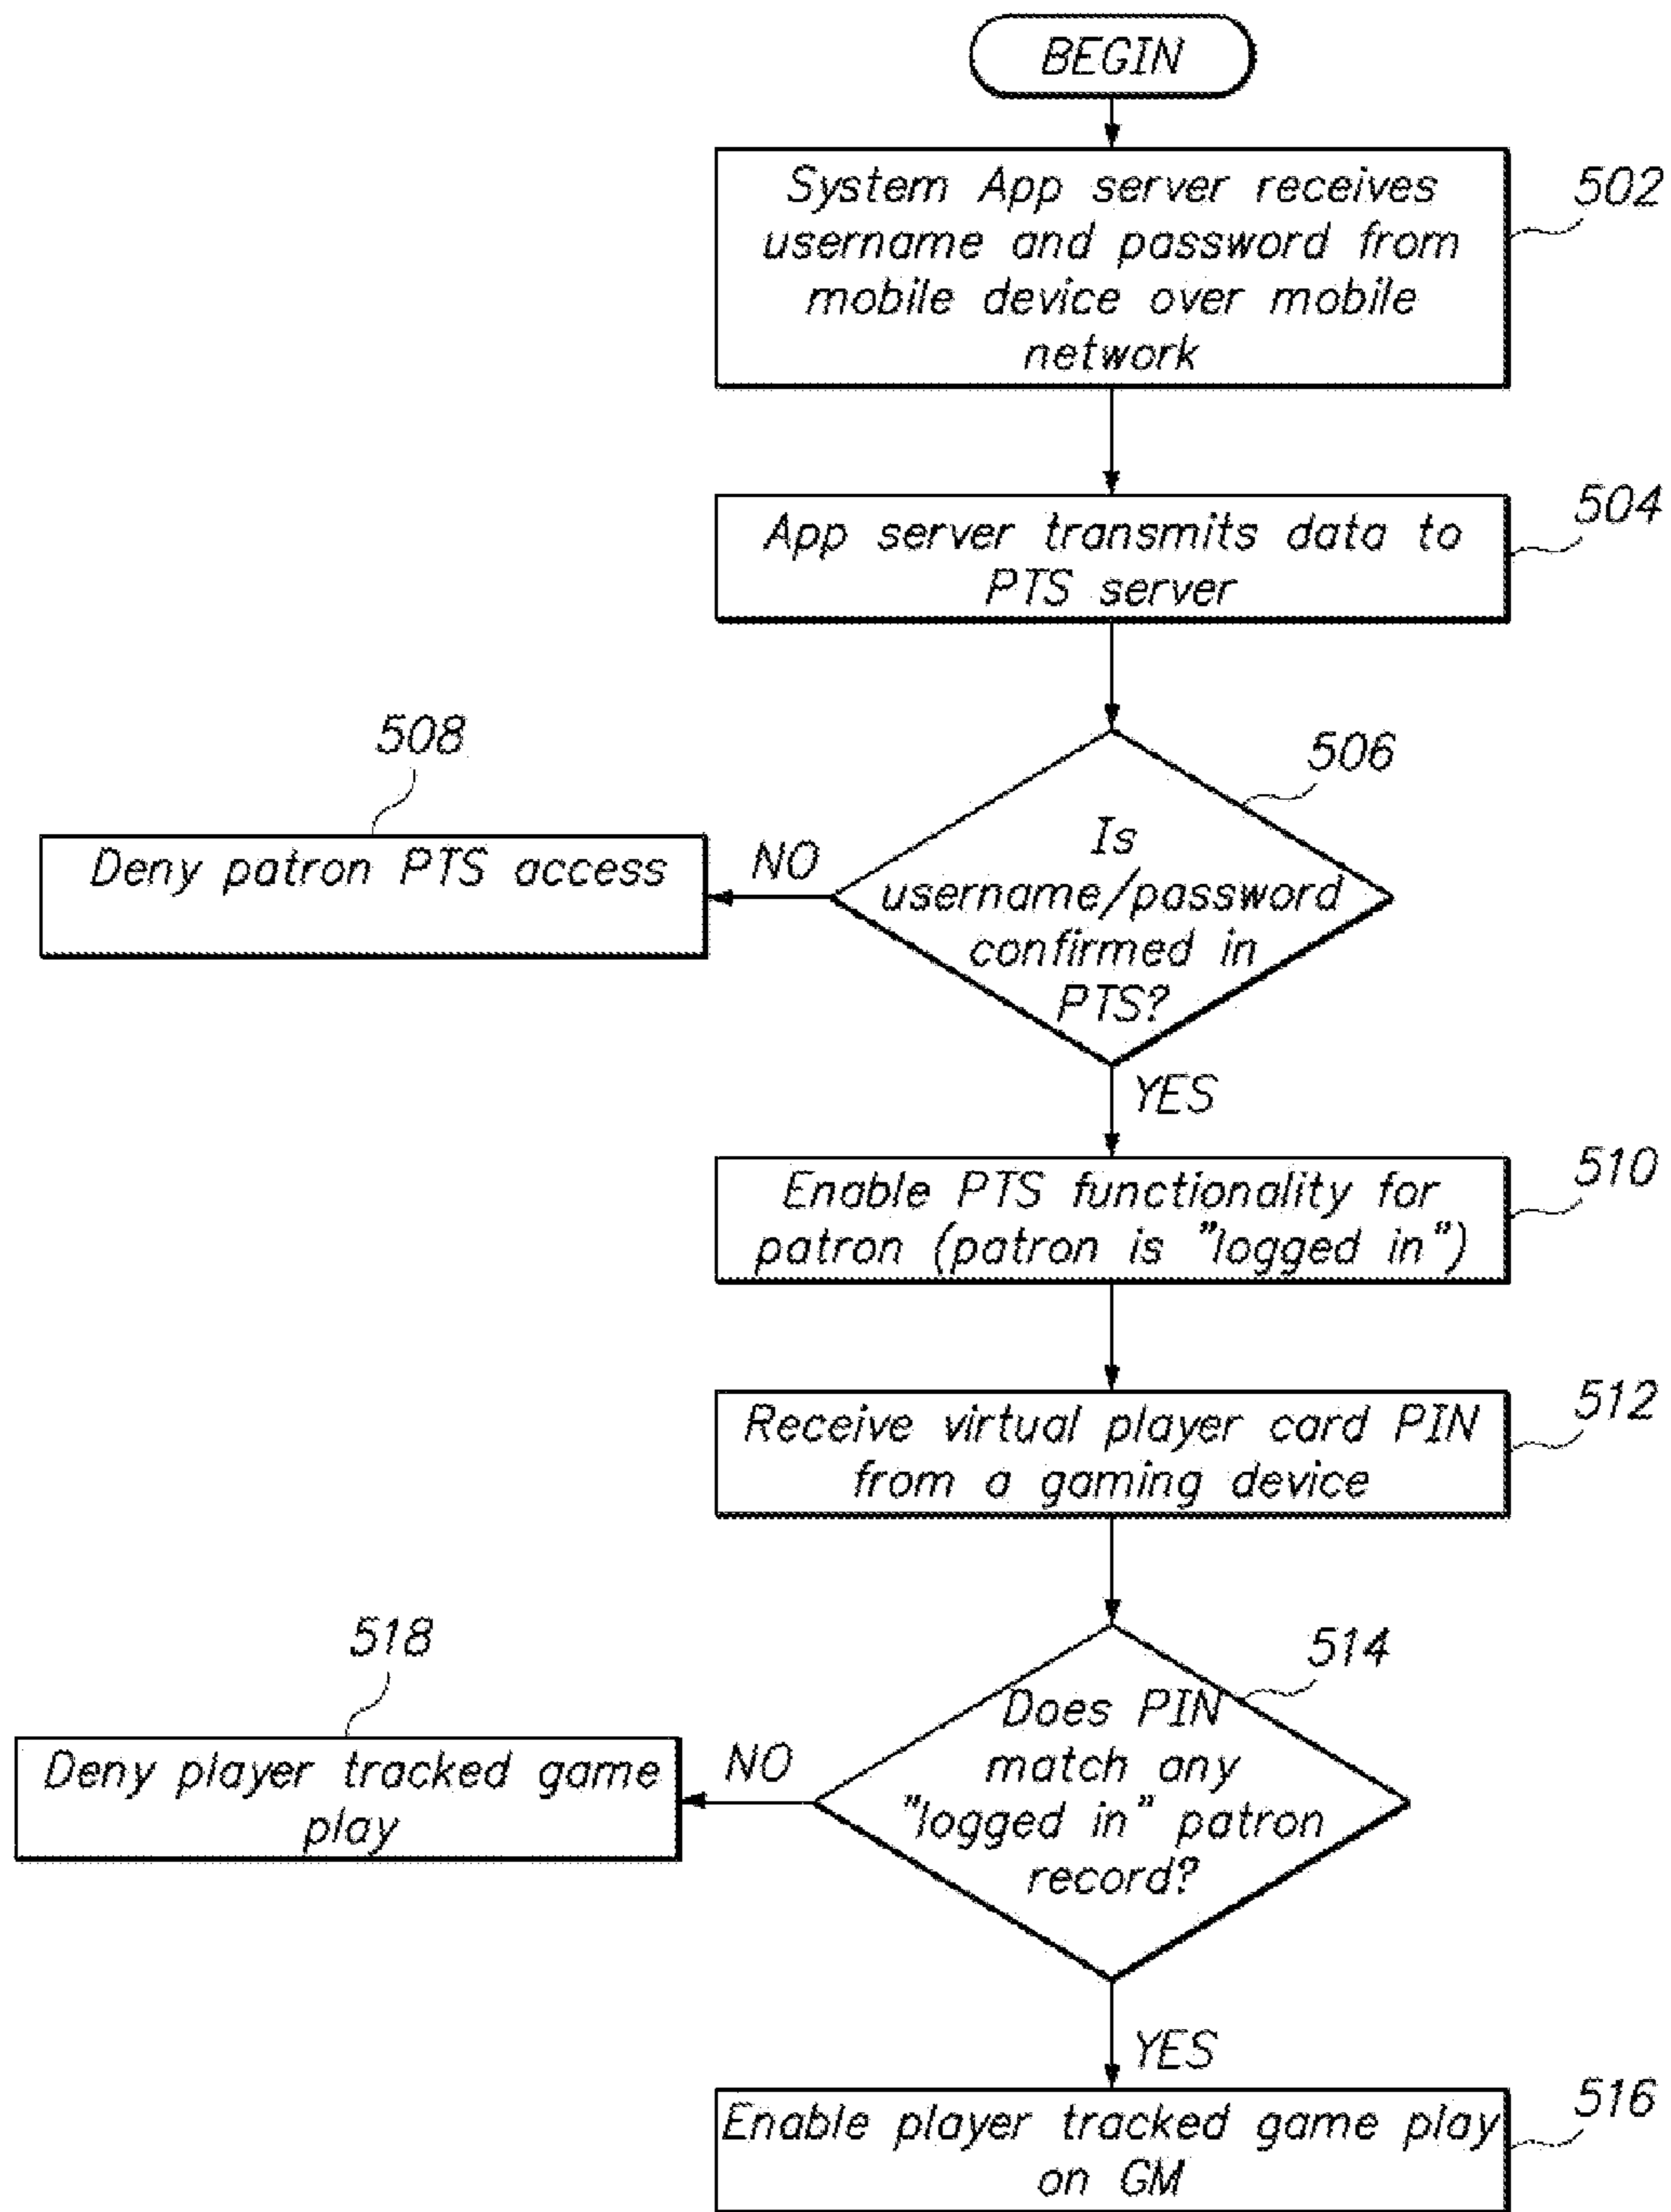 BEGIN
System App server receives
username and password from
mobile device over mobile
network
502
App server transmits data to
PTS server
504
508
Deny patron PTS access
NO
506
Is
username/password
confirmed in
PTS?
YES
Enable PTS functionality for
patron (patron is "logged in")
510
Receive virtual player card PIN
from a gaming device
512
518
Deny player tracked game
play
NO
514
Does PIN
match any
"logged in" patron
record?
YES
Enable player tracked game play
on GM
516